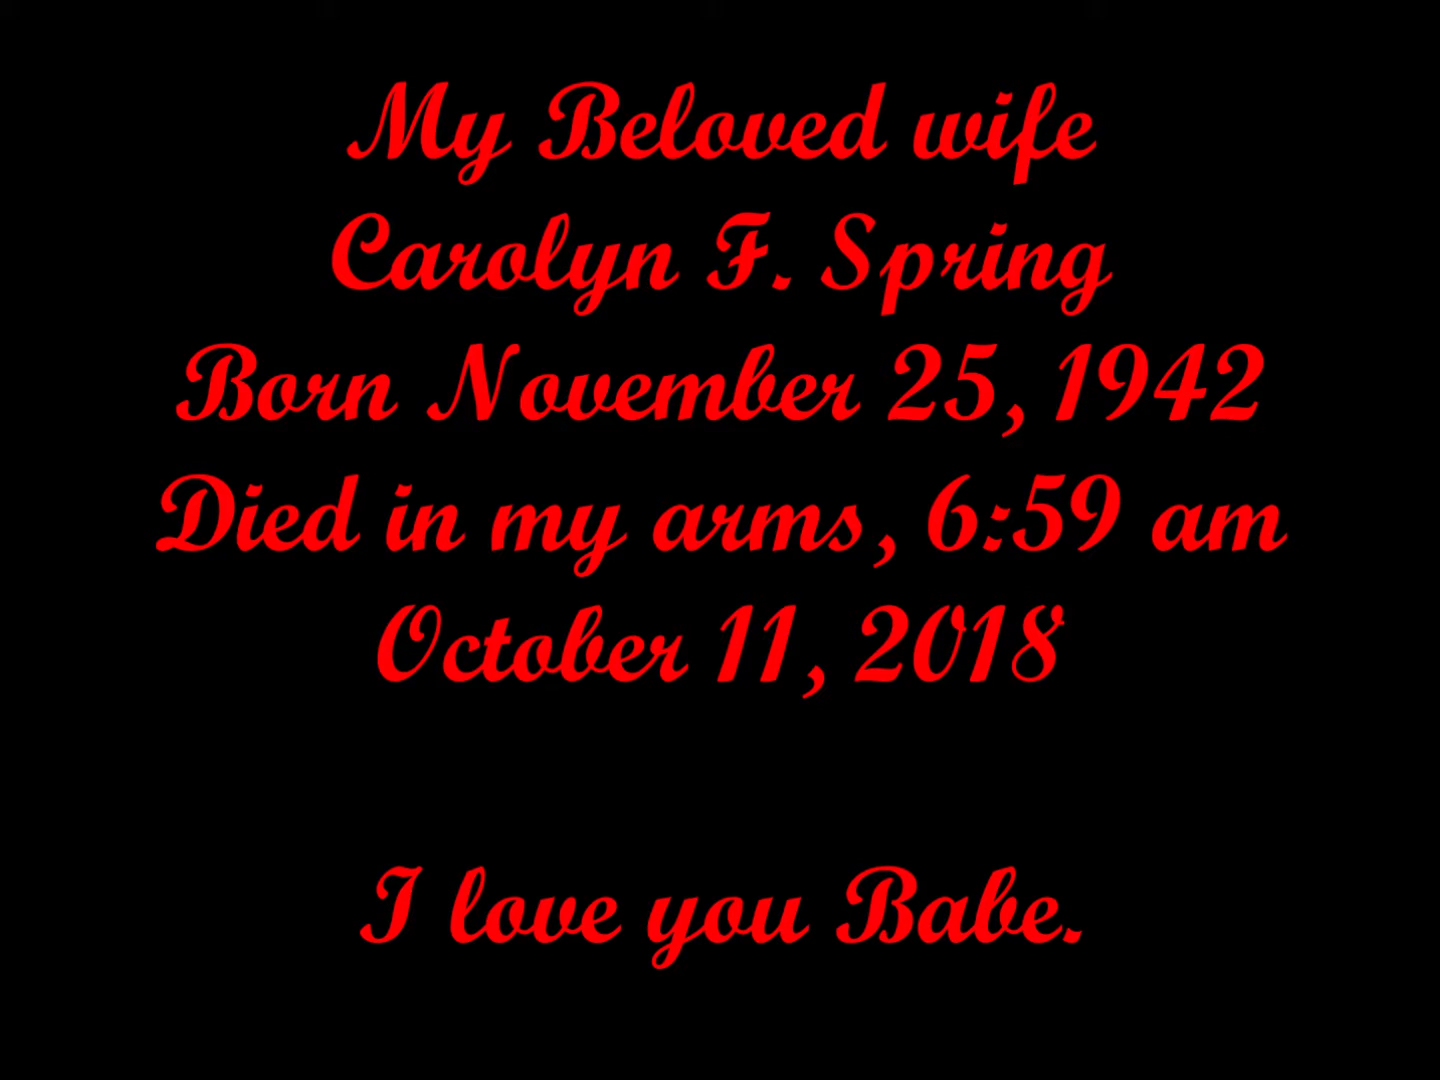 My Beloved wife
Carolyn F. Spring
Born November 25, 1942
Died in my arms, 6:59 am
October 11, 2018
I love you Babe.